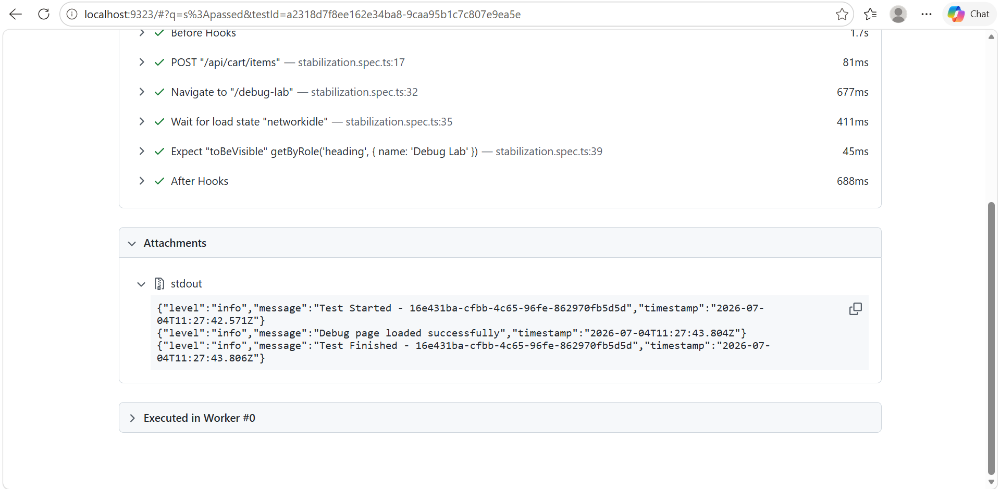 localhost:9323/#?q=s%3Apassed&testId=a2318d7f8ee162e34ba8-9caa95b1c7c807e9ea5e
Chat
Before Hooks 1.7s
POST "/api/cart/items" — stabilization.spec.ts:17 81ms
Navigate to "/debug-lab" — stabilization.spec.ts:32 677ms
Wait for load state "networkidle" — stabilization.spec.ts:35 411ms
Expect "toBeVisible" getByRole('heading', { name: 'Debug Lab' }) — stabilization.spec.ts:39 45ms
After Hooks 688ms
Attachments
stdout
{"level":"info","message":"Test Started - 16e431ba-cfbb-4c65-96fe-862970fb5d5d","timestamp":"2026-07-
04T11:27:42.571Z"}
{"level":"info","message":"Debug page loaded successfully","timestamp":"2026-07-04T11:27:43.804Z"}
{"level":"info","message":"Test Finished - 16e431ba-cfbb-4c65-96fe-862970fb5d5d","timestamp":"2026-07-
04T11:27:43.806Z"}
Executed in Worker #0